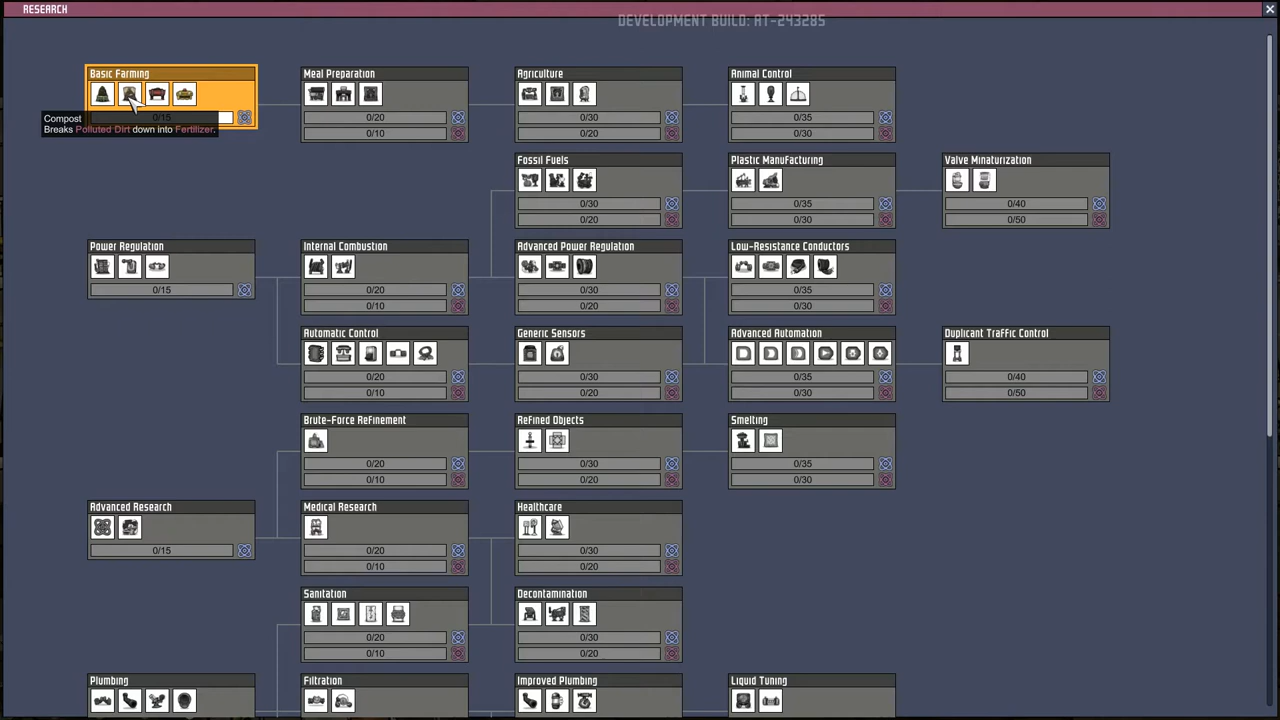 RESEARCH
DEVELOPMENT BUILD: AT-243285
Basic Farming
0/15
Compost
Breaks Polluted Dirt down into Fertilizer.
Meal Preparation
0/20
0/10
Agriculture
0/30
0/20
Animal Control
0/35
0/30
Fossil Fuels
0/30
0/20
Plastic Manufacturing
0/35
0/30
Valve Minaturization
0/40
0/50
Power Regulation
0/15
Internal Combustion
0/20
0/10
Advanced Power Regulation
0/30
0/20
Low-Resistance Conductors
0/35
0/30
Automatic Control
0/20
0/10
Generic Sensors
0/30
0/20
Advanced Automation
0/35
0/30
Duplicant Traffic Control
0/40
0/50
Brute-Force Refinement
0/20
0/10
Refined Objects
0/30
0/20
Smelting
0/35
0/30
Advanced Research
0/15
Medical Research
0/20
0/10
Healthcare
0/30
0/20
Sanitation
0/20
0/10
Decontamination
0/30
0/20
Plumbing
Filtration
Improved Plumbing
Liquid Tuning